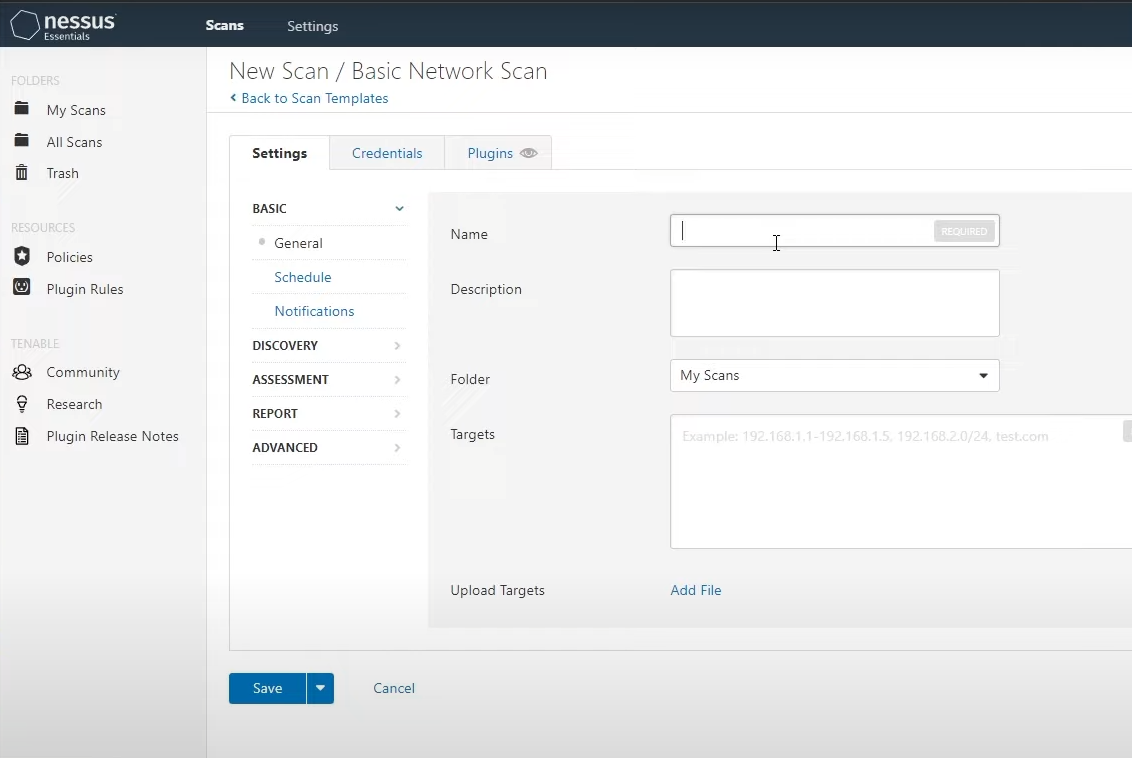 nessus
Essentials
Scans
Settings
FOLDERS
My Scans
All Scans
Trash
RESOURCES
Policies
Plugin Rules
TENABLE
Community
Research
Plugin Release Notes
New Scan / Basic Network Scan
Back to Scan Templates
Settings
Credentials
Plugins
BASIC
General
Schedule
Notifications
DISCOVERY
ASSESSMENT
REPORT
ADVANCED
Name
REQUIRED
Description
Folder
My Scans
Targets
Example: 192.168.1.1-192.168.1.5, 192.168.2.0/24, test.com
Upload Targets
Add File
Save
Cancel